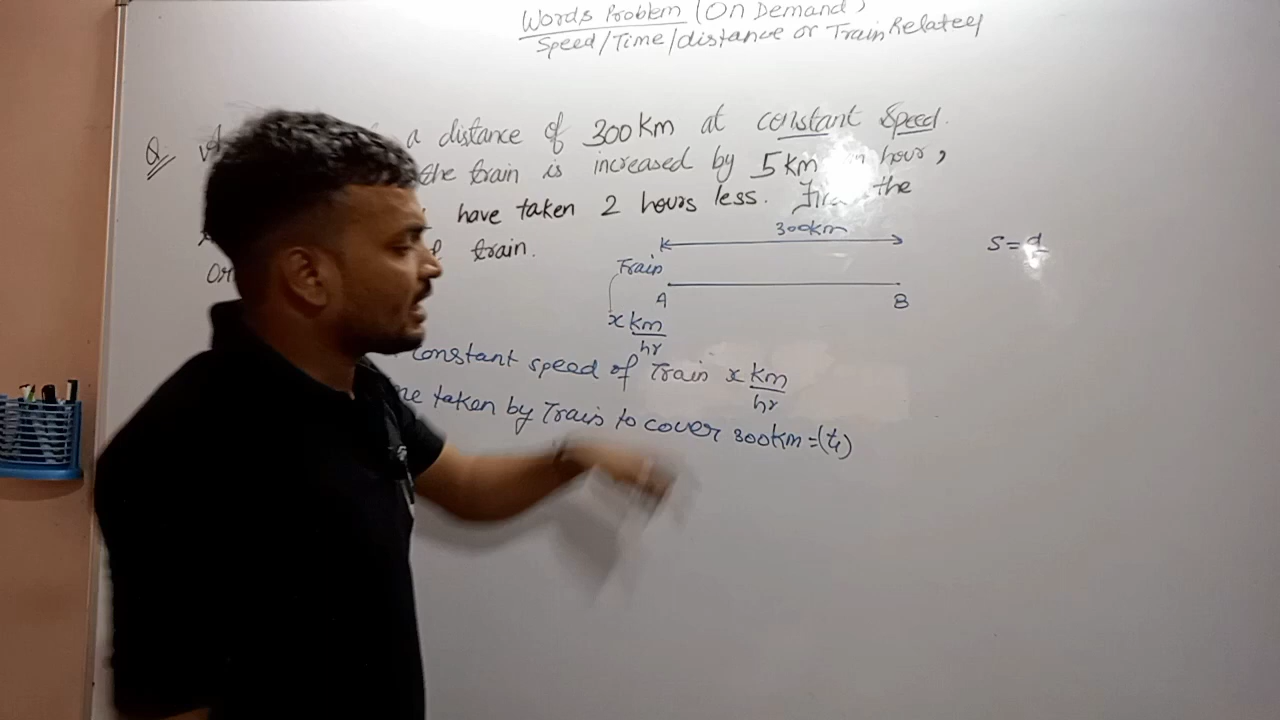 Words Problem (On Demand)
Speed/Time/distance or Train Related
Q. a distance of 300 km at constant speed.
the train is increased by 5 km hour,
have taken 2 hours less. the
train.
300km
S = d
Train
A B
x km/hr
constant speed of Train x km/hr
taken by Train to cover 300km = (t1)